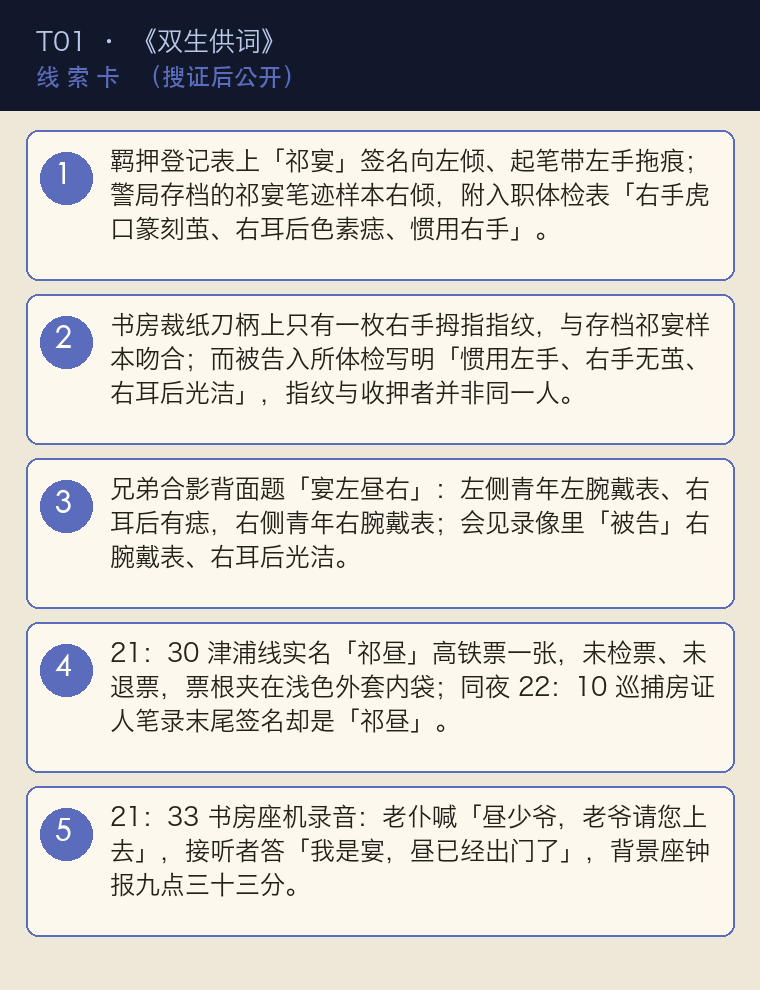 T01 · 《双生供词》
线索卡 （搜证后公开）
1
羁押登记表上「祁宴」签名向左倾、起笔带左手拖痕；
警局存档的祁宴笔迹样本右倾，附入职体检表「右手虎
口篆刻茧、右耳后色素痣、惯用右手」。
2
书房裁纸刀柄上只有一枚右手拇指指纹，与存档祁宴样
本吻合；而被告入所体检写明「惯用左手、右手无茧、
右耳后光洁」，指纹与收押者并非同一人。
3
兄弟合影背面题「宴左昼右」：左侧青年左腕戴表、右
耳后有痣，右侧青年右腕戴表；会见录像里「被告」右
腕戴表、右耳后光洁。
4
21：30 津浦线实名「祁昼」高铁票一张，未检票、未
退票，票根夹在浅色外套内袋；同夜 22：10 巡捕房证
人笔录末尾签名却是「祁昼」。
5
21：33 书房座机录音：老仆喊「昼少爷，老爷请您上
去」，接听者答「我是宴，昼已经出门了」，背景座钟
报九点三十三分。